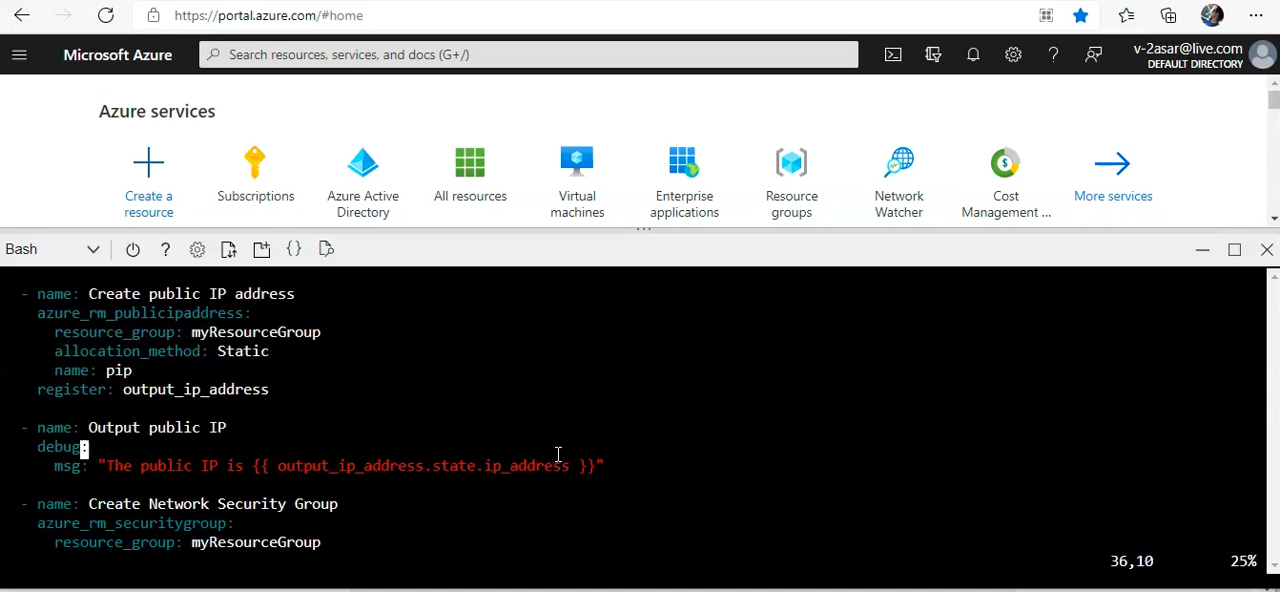 https://portal.azure.com/#home
Microsoft Azure
Search resources, services, and docs (G+/)
v-2asar@live.com
DEFAULT DIRECTORY
Azure services
Create a resource
Subscriptions
Azure Active Directory
All resources
Virtual machines
Enterprise applications
Resource groups
Network Watcher
Cost Management ...
More services
Bash
- name: Create public IP address
azure_rm_publicipaddress:
resource_group: myResourceGroup
allocation_method: Static
name: pip
register: output_ip_address
- name: Output public IP
debug:
msg: "The public IP is {{ output_ip_address.state.ip_address }}"
- name: Create Network Security Group
azure_rm_securitygroup:
resource_group: myResourceGroup
36,10 25%